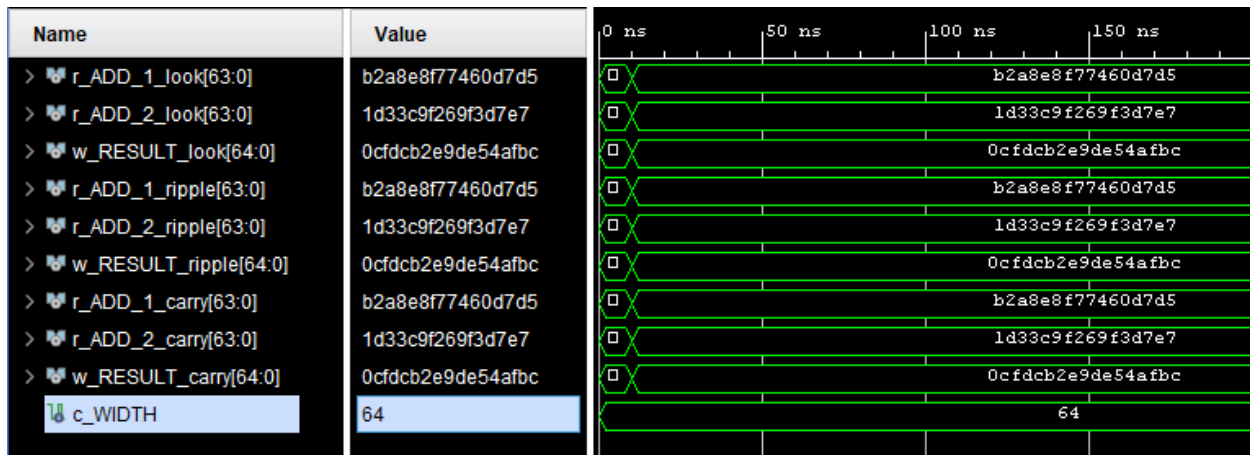 Name Value 0 ns 50 ns 100 ns 150 ns
r_ADD_1_look[63:0] b2a8e8f77460d7d5 b2a8e8f77460d7d5
r_ADD_2_look[63:0] 1d33c9f269f3d7e7 1d33c9f269f3d7e7
w_RESULT_look[64:0] 0cfdcb2e9de54afbc 0cfdcb2e9de54afbc
r_ADD_1_ripple[63:0] b2a8e8f77460d7d5 b2a8e8f77460d7d5
r_ADD_2_ripple[63:0] 1d33c9f269f3d7e7 1d33c9f269f3d7e7
w_RESULT_ripple[64:0] 0cfdcb2e9de54afbc 0cfdcb2e9de54afbc
r_ADD_1_carry[63:0] b2a8e8f77460d7d5 b2a8e8f77460d7d5
r_ADD_2_carry[63:0] 1d33c9f269f3d7e7 1d33c9f269f3d7e7
w_RESULT_carry[64:0] 0cfdcb2e9de54afbc 0cfdcb2e9de54afbc
c_WIDTH 64 64